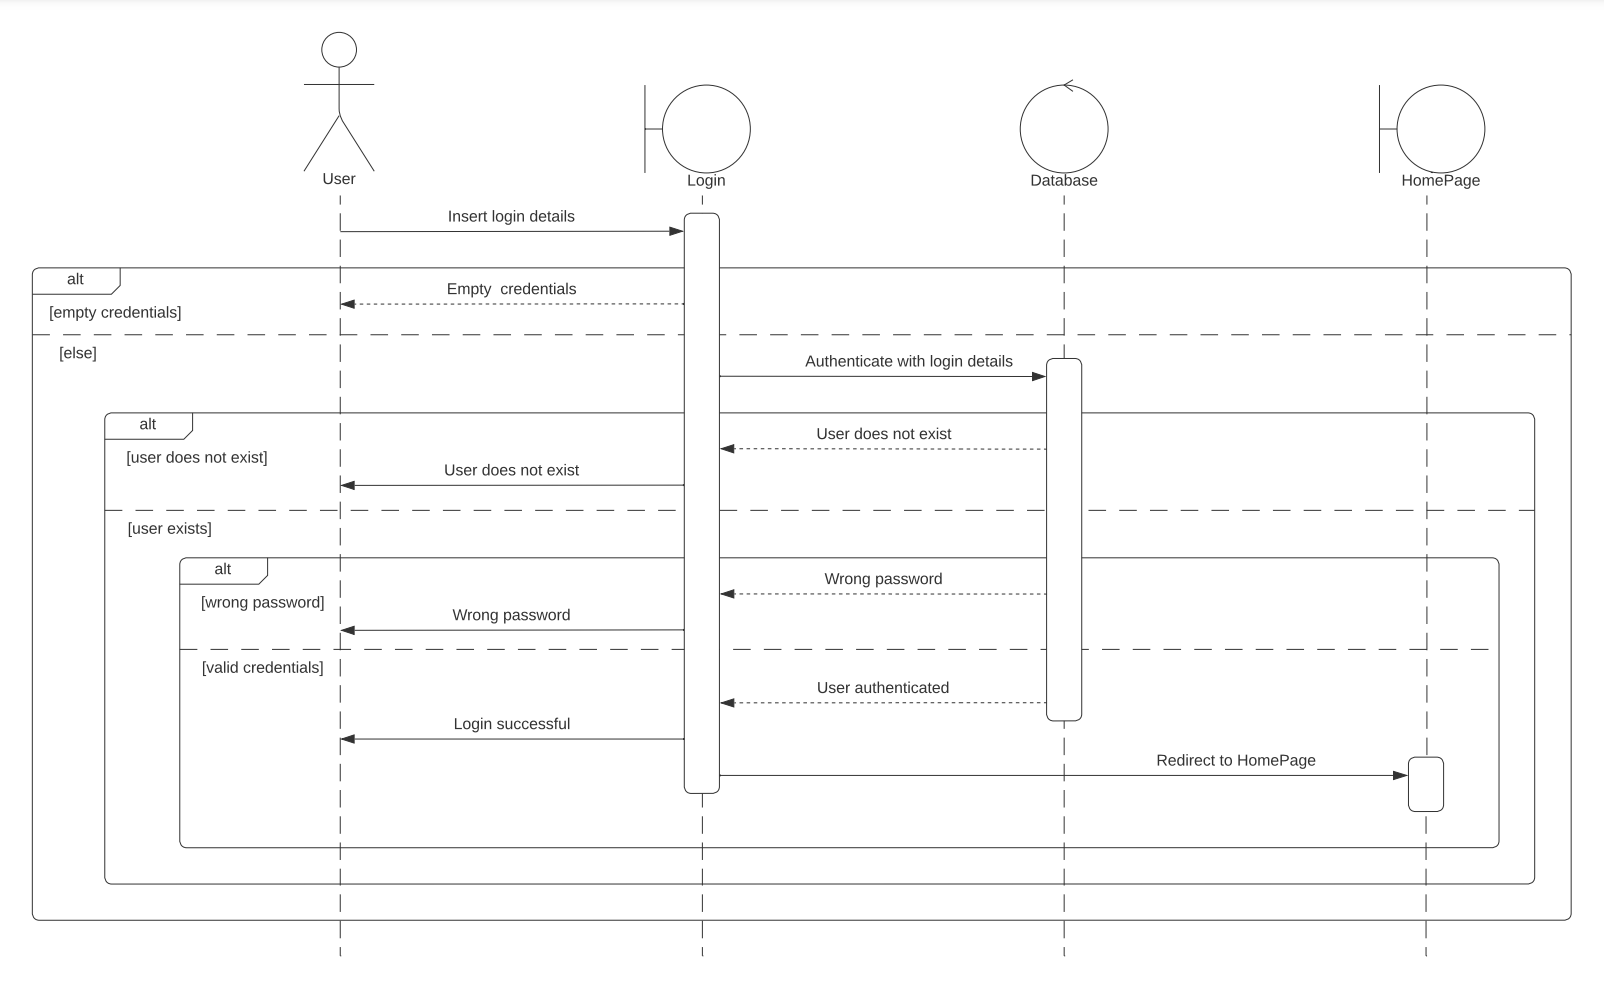 User
Login
Database
HomePage
Insert login details
alt
Empty  credentials
[empty credentials]
[else]
Authenticate with login details
alt
User does not exist
[user does not exist]
User does not exist
[user exists]
alt
Wrong password
[wrong password]
Wrong password
[valid credentials]
User authenticated
Login successful
Redirect to HomePage